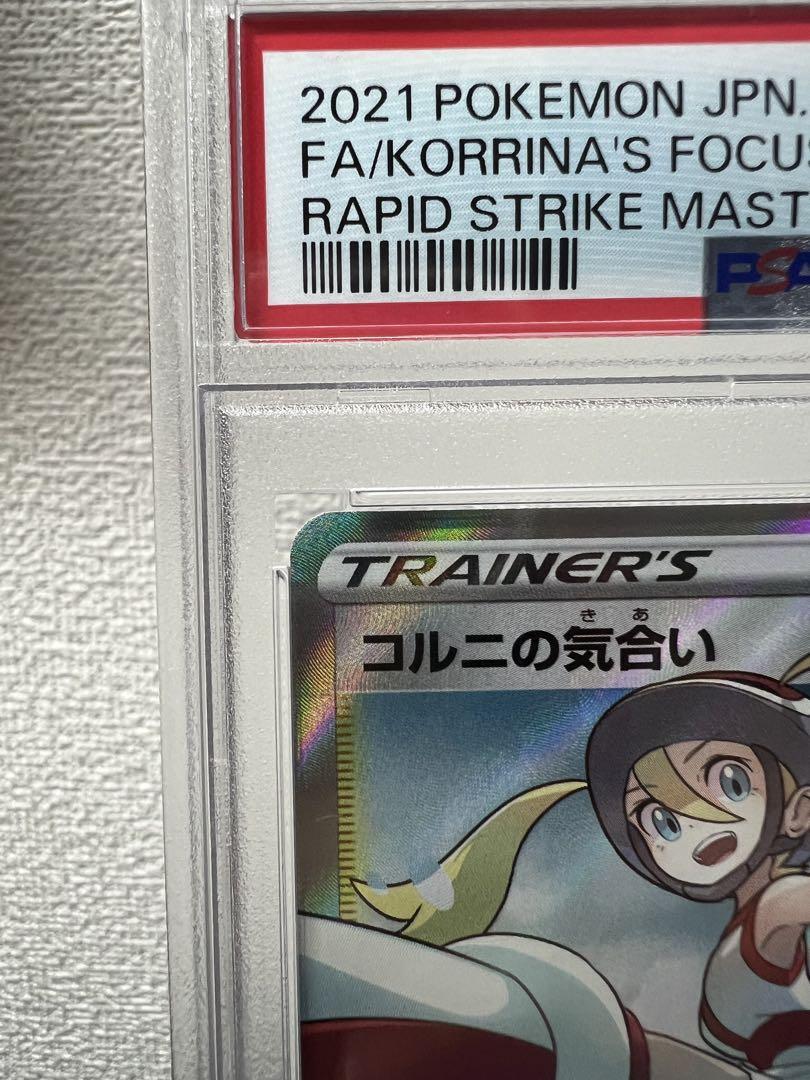 2021 POKEMON JPN.
FA/KORRINA'S FOCUS
RAPID STRIKE MAST
PSA
TRAINER'S
きあ
コルニの気合い